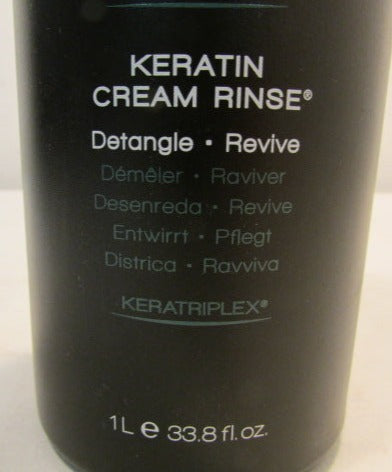 KERATIN
CREAM RINSE®
Detangle • Revive
Démêler • Raviver
Desenreda • Revive
Entwirrt • Pflegt
Districa • Ravviva
KERATRIPLEX®
1L e 33.8 fl. oz.